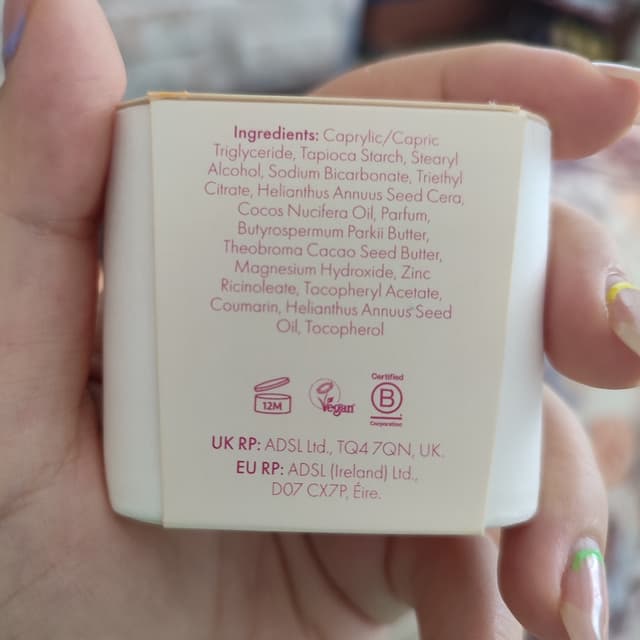 Ingredients: Caprylic/Capric
Triglyceride, Tapioca Starch, Stearyl
Alcohol, Sodium Bicarbonate, Triethyl
Citrate, Helianthus Annuus Seed Cera,
Cocos Nucifera Oil, Parfum,
Butyrospermum Parkii Butter,
Theobroma Cacao Seed Butter,
Magnesium Hydroxide, Zinc
Ricinoleate, Tocopheryl Acetate,
Coumarin, Helianthus Annuus Seed
Oil, Tocopherol
12M
Vegan
Certified
B
Corporation
UK RP: ADSL Ltd., TQ4 7QN, UK.
EU RP: ADSL (Ireland) Ltd.,
D07 CX7P, Éire.